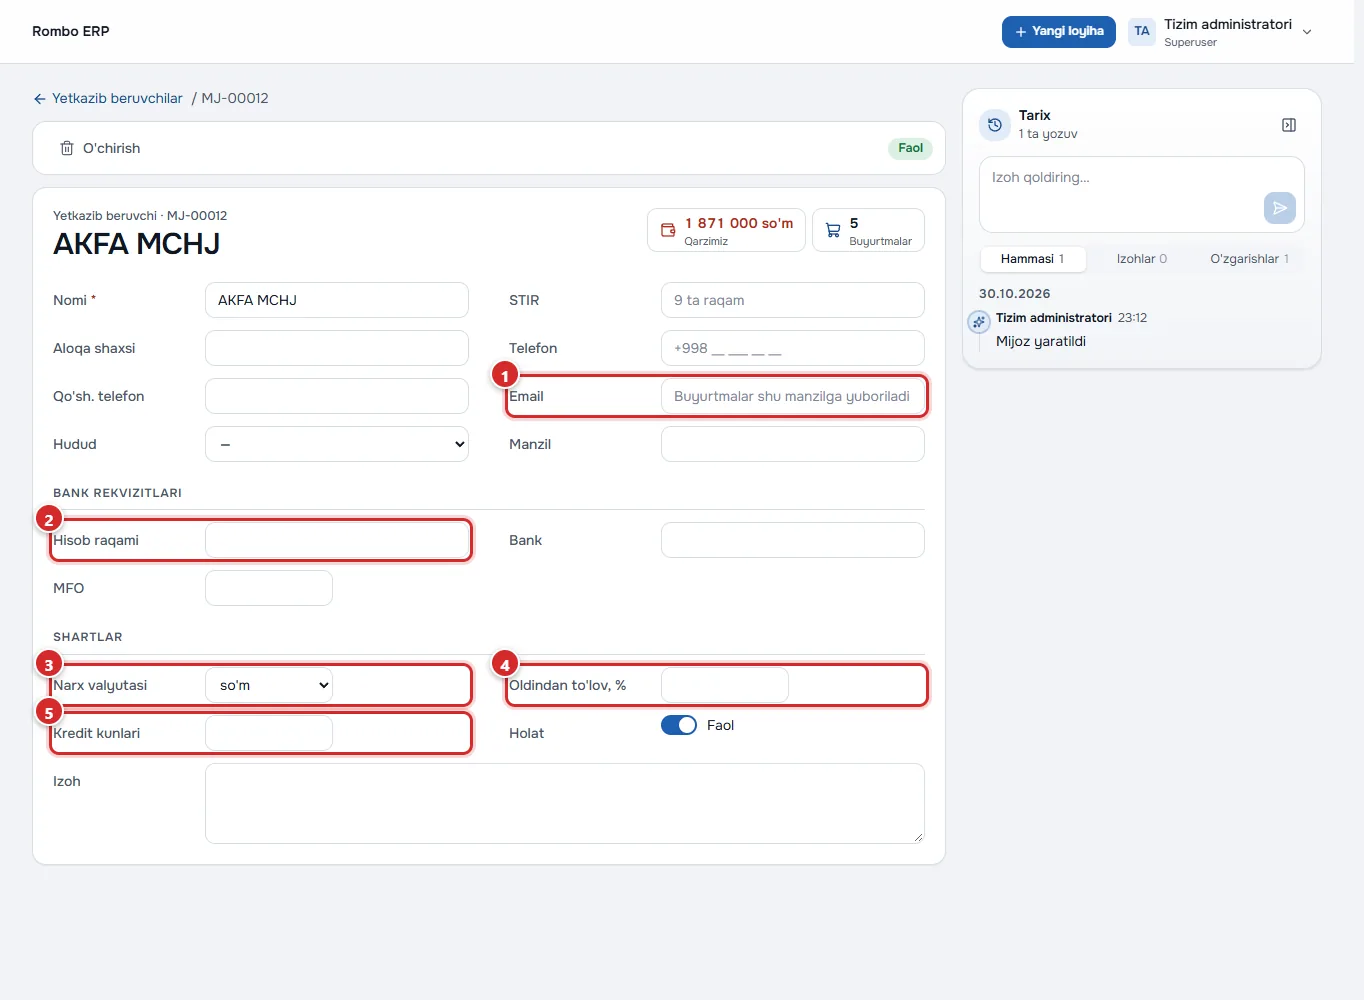 Rombo ERP
+ Yangi loyiha
TA
Tizim administratori
Superuser
← Yetkazib beruvchilar / MJ-00012
O'chirish
Faol
Yetkazib beruvchi · MJ-00012
AKFA MCHJ
1 871 000 so'm
Qarzimiz
5
Buyurtmalar
Nomi *
AKFA MCHJ
STIR
9 ta raqam
Aloqa shaxsi
Telefon
+998 __ ___ __ __
Qo'sh. telefon
1
Email
Buyurtmalar shu manzilga yuboriladi
Hudud
—
Manzil
BANK REKVIZITLARI
2
Hisob raqami
Bank
MFO
SHARTLAR
3
Narx valyutasi
so'm
4
Oldindan to'lov, %
5
Kredit kunlari
Holat
Faol
Izoh
Tarix
1 ta yozuv
Izoh qoldiring...
Hammasi 1
Izohlar 0
O'zgarishlar 1
30.10.2026
Tizim administratori 23:12
Mijoz yaratildi